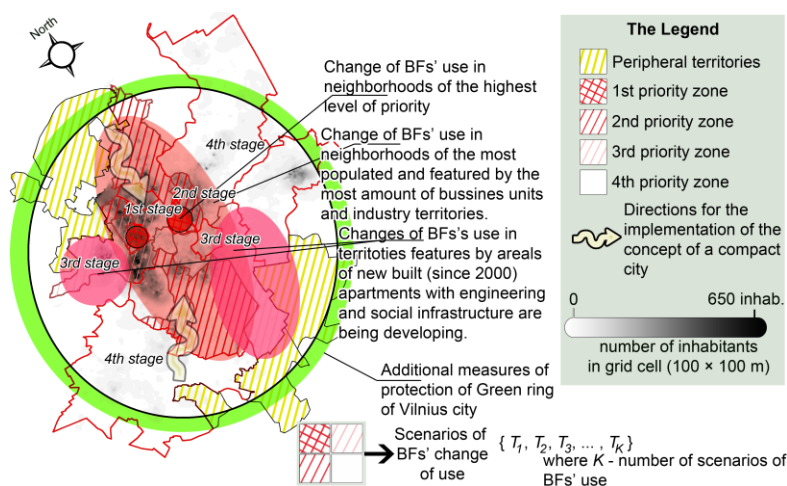 North
Change of BFs' use in
neighborhoods of the highest
level of priority
Change of BFs' use in
neighborhoods of the most
populated and featured by the
most amount of bussines units
and industry territories.
Changes of BFs's use in
territoties features by areals
of new built (since 2000)
apartments with engineering
and social infrastructure are
being developing.
Additional measures of
protection of Green ring
of Vilnius city
4th stage
2nd stage
1st stage
3rd stage
3rd stage
4th stage
Scenarios of
BFs' change
of use
{ T1, T2, T3, ... , TK }
where K - number of scenarios of
BFs' use
The Legend
Peripheral territories
1st priority zone
2nd priority zone
3rd priority zone
4th priority zone
Directions for the
implementation of the
concept of a compact
city
0 650 inhab.
number of inhabitants
in grid cell (100 × 100 m)